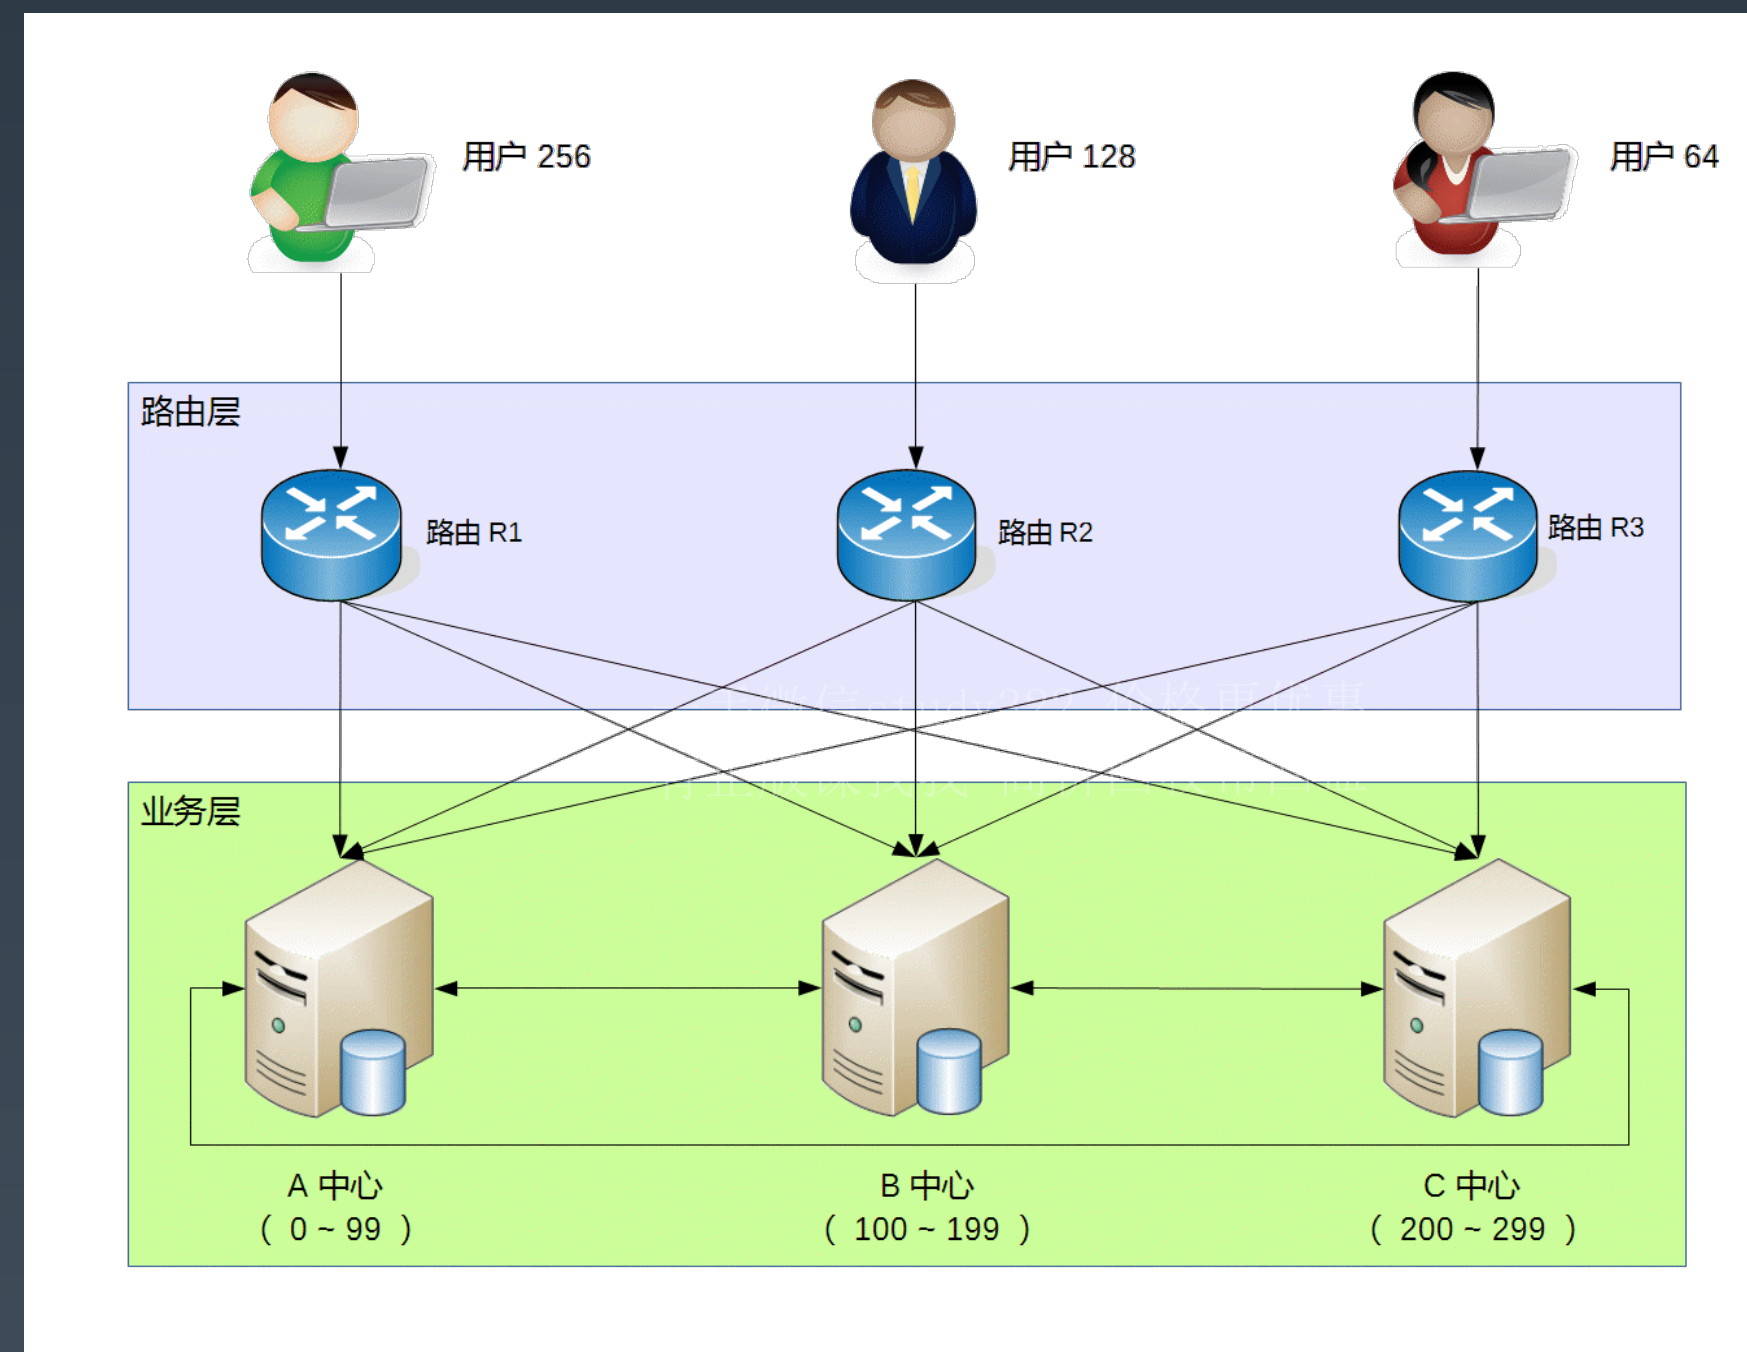 用户 256
用户 128
用户 64
路由层
路由 R1
路由 R2
路由 R3
业务层
A 中心
( 0 ~ 99 )
B 中心
( 100 ~ 199 )
C 中心
( 200 ~ 299 )